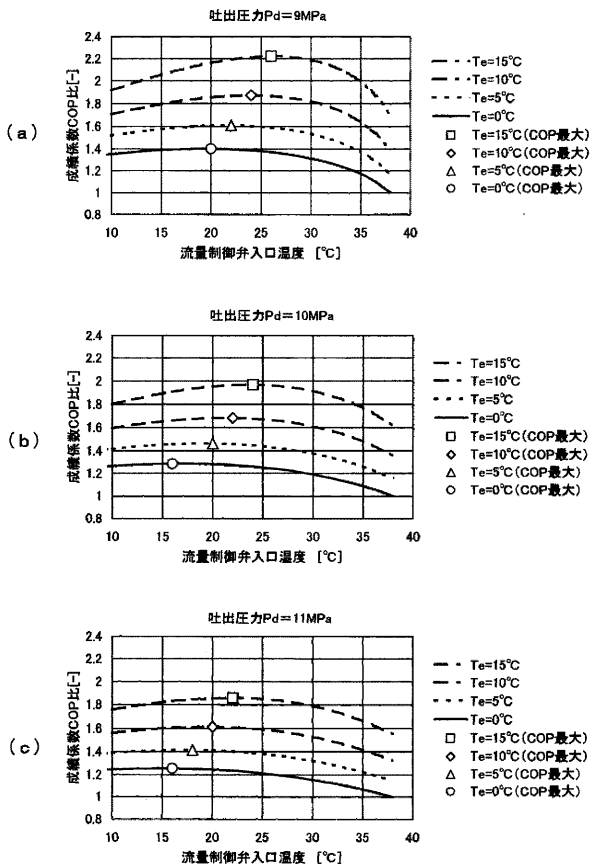 (a)
吐出圧力Pd=9MPa
成績係数COP比[-]
2.4
2.2
2
1.8
1.6
1.4
1.2
1
0.8
10 15 20 25 30 35 40
流量制御弁入口温度 [℃]
Te=15℃
Te=10℃
Te=5℃
Te=0℃
Te=15℃(COP最大)
Te=10℃(COP最大)
Te=5℃(COP最大)
Te=0℃(COP最大)
(b)
吐出圧力Pd=10MPa
成績係数COP比[-]
2.4
2.2
2
1.8
1.6
1.4
1.2
1
0.8
10 15 20 25 30 35 40
流量制御弁入口温度 [℃]
Te=15℃
Te=10℃
Te=5℃
Te=0℃
Te=15℃(COP最大)
Te=10℃(COP最大)
Te=5℃(COP最大)
Te=0℃(COP最大)
(c)
吐出圧力Pd=11MPa
成績係数COP比[-]
2.4
2.2
2
1.8
1.6
1.4
1.2
1
0.8
10 15 20 25 30 35 40
流量制御弁入口温度 [℃]
Te=15℃
Te=10℃
Te=5℃
Te=0℃
Te=15℃(COP最大)
Te=10℃(COP最大)
Te=5℃(COP最大)
Te=0℃(COP最大)